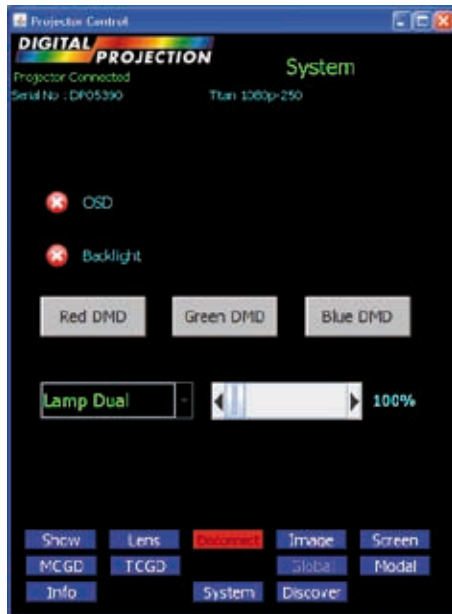 Projector Control
DIGITAL PROJECTION
System
Projector Connected
Serial No : DP05390
Titan 1080p-250
OSD
Backlight
Red DMD Green DMD Blue DMD
Lamp Dual 100%
Show Lens Disconnect Image Screen
MCGD TCGD Global Modal
Info System Discover